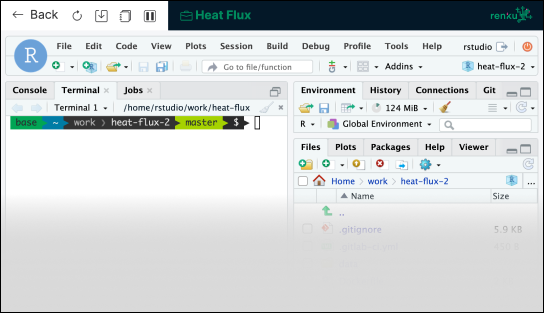 ← Back Heat Flux renku
File Edit Code View Plots Session Build Debug Profile Tools Help rstudio
R
Go to file/function Addins heat-flux-2
Console Terminal × Jobs ×
Terminal 1 /home/rstudio/work/heat-flux
base ~ work > heat-flux-2 master $
Environment History Connections Git
124 MiB
R Global Environment
Files Plots Packages Help Viewer
Home > work > heat-flux-2 ...
Name Size
..
.gitignore 5.9 KB